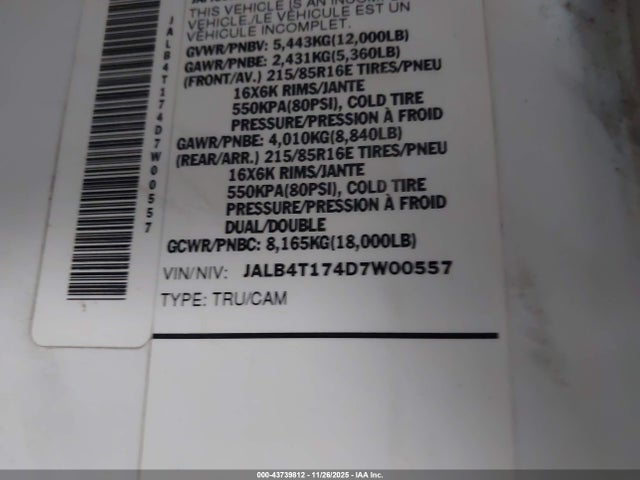 THIS VEHICLE IS AN INCOMPLETE
VEHICLE./LE VÉHICULE EST UN
VÉHICULE INCOMPLET.
GVWR/PNBV: 5,443KG(12,000LB)
GAWR/PNBE: 2,431KG(5,360LB)
(FRONT/AV.) 215/85R16E TIRES/PNEU
16X6K RIMS/JANTE
550KPA(80PSI), COLD TIRE
PRESSURE/PRESSION À FROID
GAWR/PNBE: 4,010KG(8,840LB)
(REAR/ARR.) 215/85R16E TIRES/PNEU
16X6K RIMS/JANTE
550KPA(80PSI), COLD TIRE
PRESSURE/PRESSION À FROID
DUAL/DOUBLE
GCWR/PNBC: 8,165KG(18,000LB)
VIN/NIV: JALB4T174D7W00557
TYPE: TRU/CAM
JALB4T174D7W00557
000-43739812 - 11/26/2025 - IAA Inc.